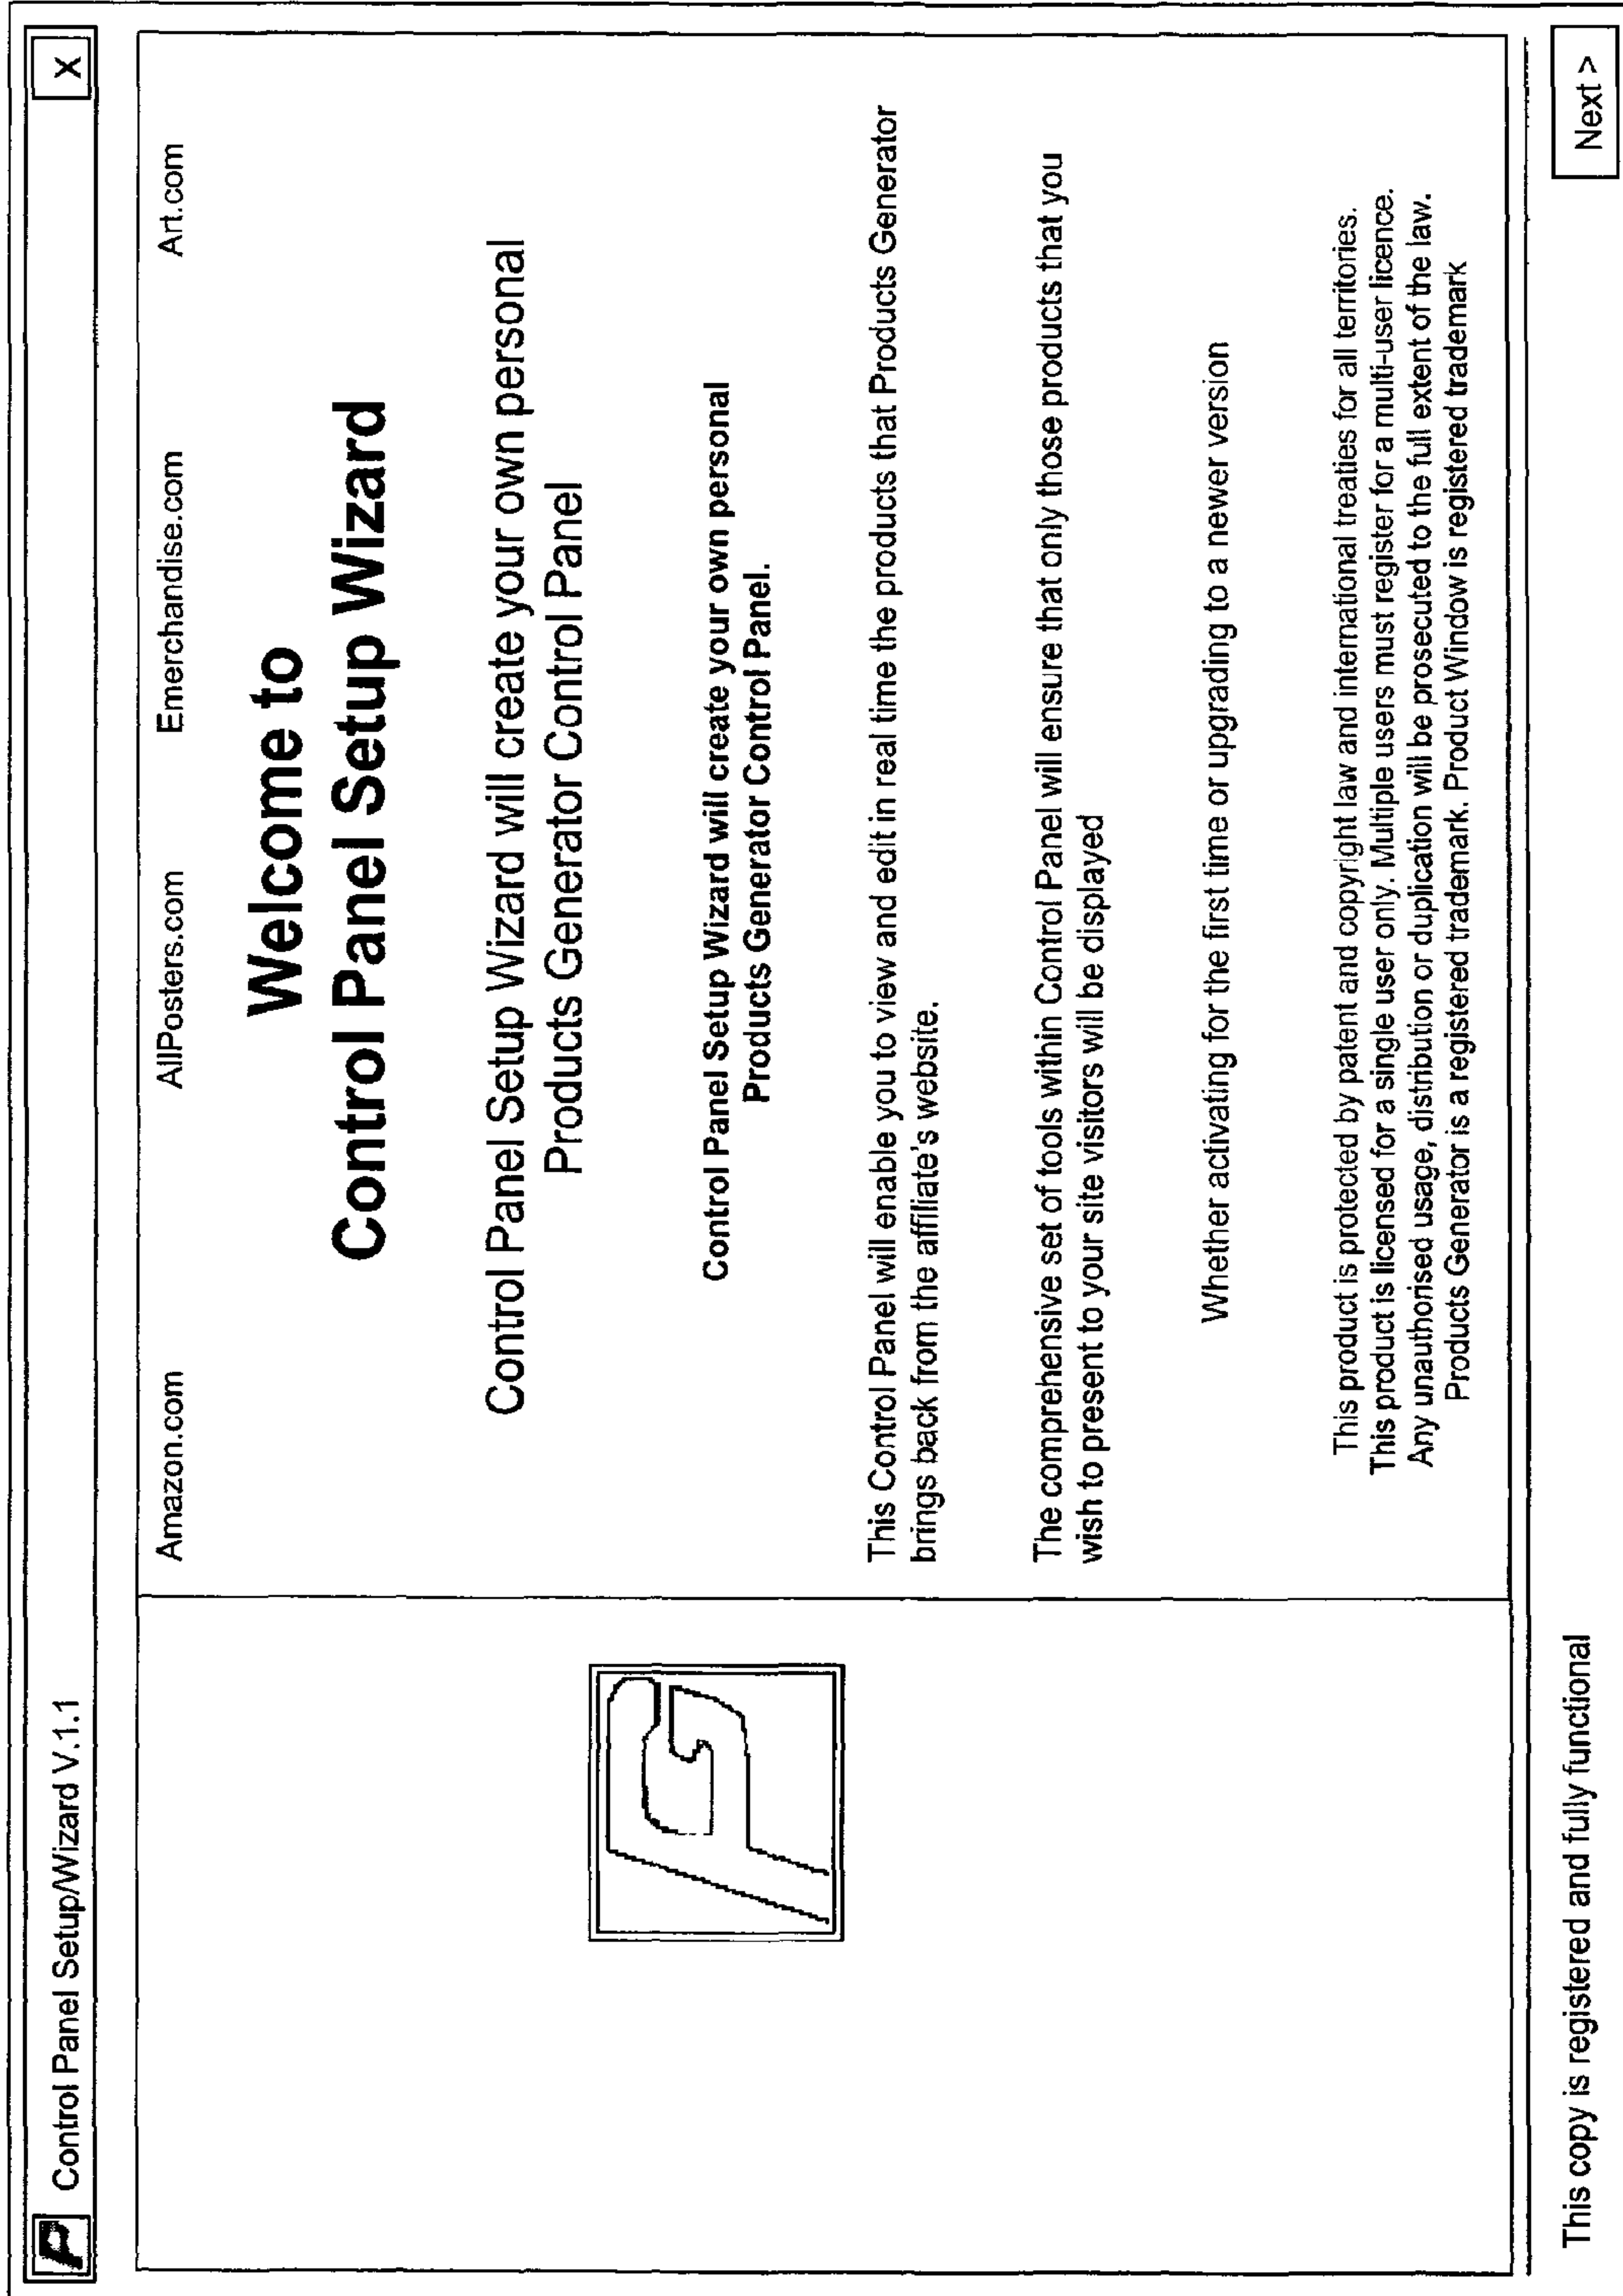 Control Panel Setup/Wizard V.1.1
X
Amazon.com AllPosters.com Emerchandise.com Art.com
Welcome to
Control Panel Setup Wizard
Control Panel Setup Wizard will create your own personal
Products Generator Control Panel
Control Panel Setup Wizard will create your own personal
Products Generator Control Panel.
This Control Panel will enable you to view and edit in real time the products that Products Generator
brings back from the affiliate's website.
The comprehensive set of tools within Control Panel will ensure that only those products that you
wish to present to your site visitors will be displayed
Whether activating for the first time or upgrading to a newer version
This product is protected by patent and copyright law and international treaties for all territories.
This product is licensed for a single user only. Multiple users must register for a multi-user licence.
Any unauthorised usage, distribution or duplication will be prosecuted to the full extent of the law.
Products Generator is a registered trademark. Product Window is registered trademark
This copy is registered and fully functional
Next >